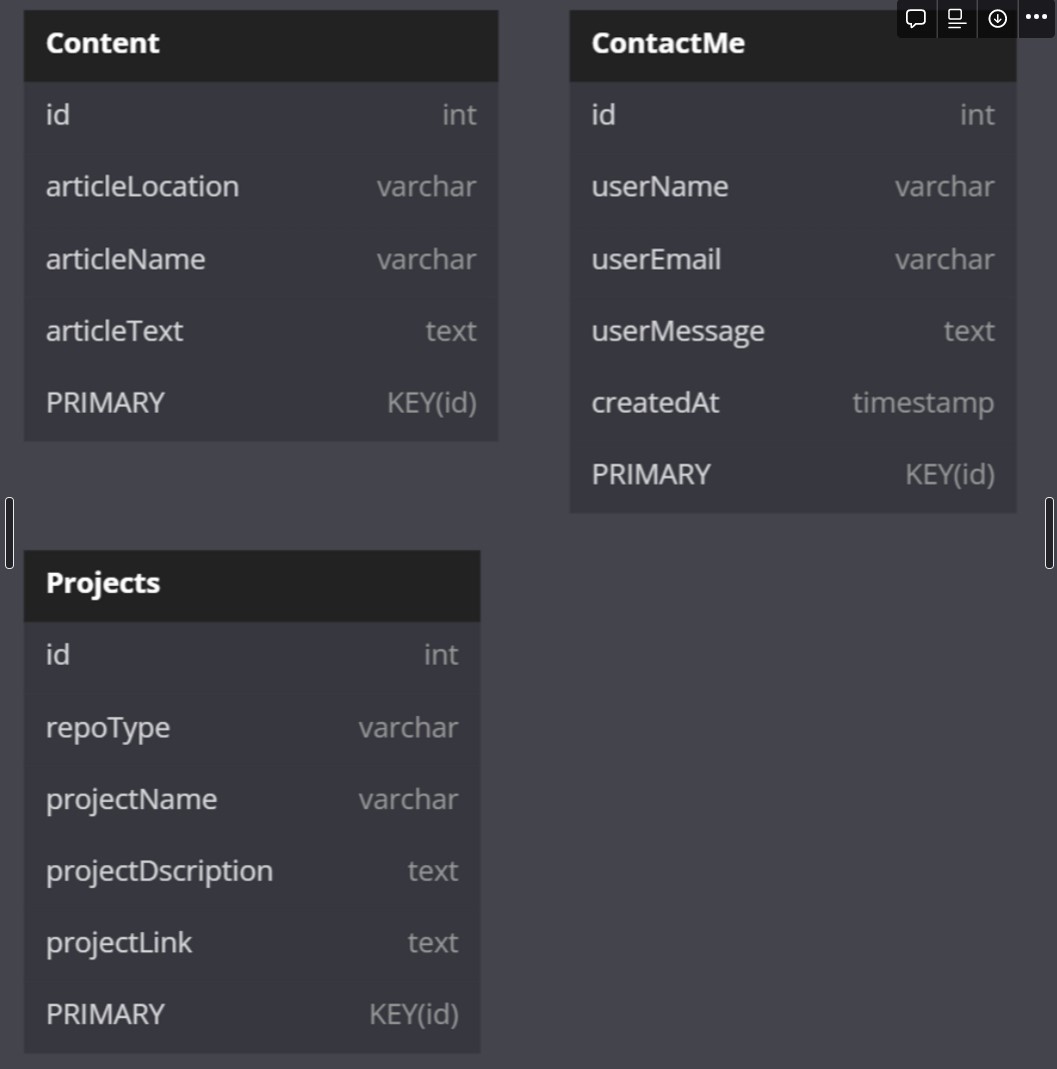 Content
id int
articleLocation varchar
articleName varchar
articleText text
PRIMARY KEY(id)
ContactMe
id int
userName varchar
userEmail varchar
userMessage text
createdAt timestamp
PRIMARY KEY(id)
Projects
id int
repoType varchar
projectName varchar
projectDscription text
projectLink text
PRIMARY KEY(id)